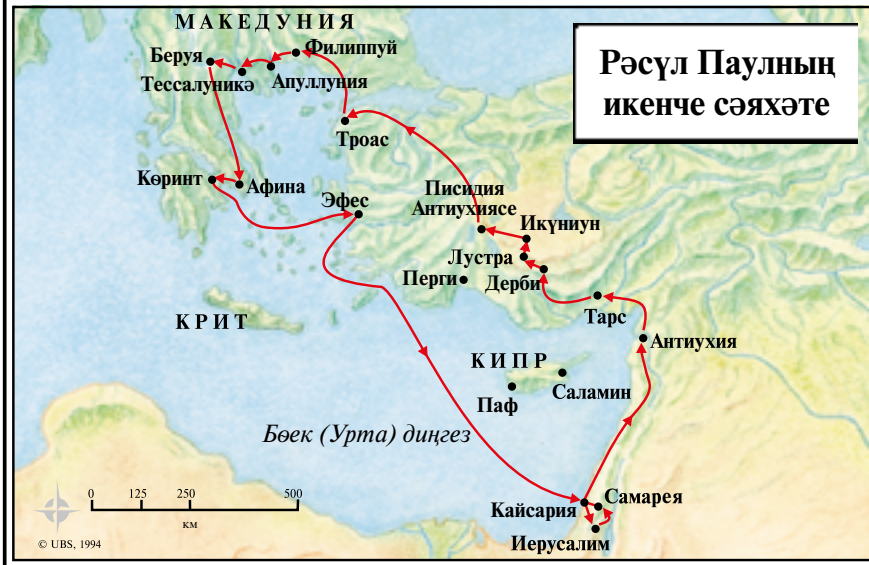 МАКЕДУНИЯ
Рәсүл Паулның
икенче сәяхәте
Беруя
Филиппуй
Тессалуникә
Апуллуния
Троас
Көринт
Афина
Эфес
Писидия
Антиухиясе
Икүниун
Лустра
Перги
Дерби
Тарс
КРИТ
Антиухия
КИПР
Саламин
Паф
Бөек (Урта) диңгез
Самарея
Кайсария
Иерусалим
0 125 250 500
км
© UBS, 1994